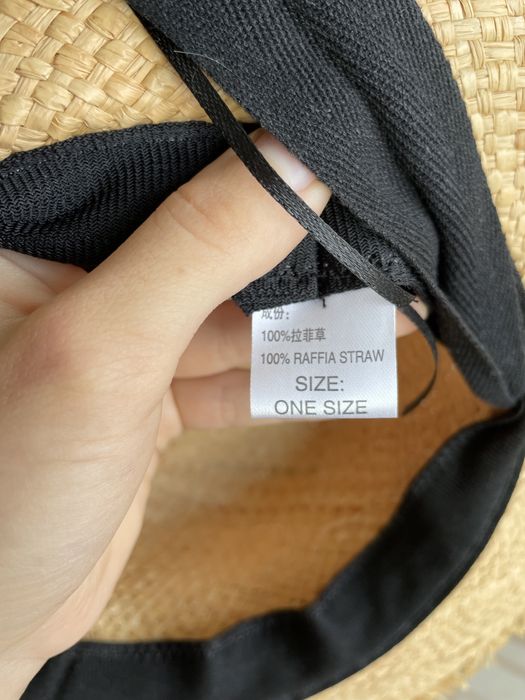 成份:
100%拉菲草
100% RAFFIA STRAW
SIZE:
ONE SIZE